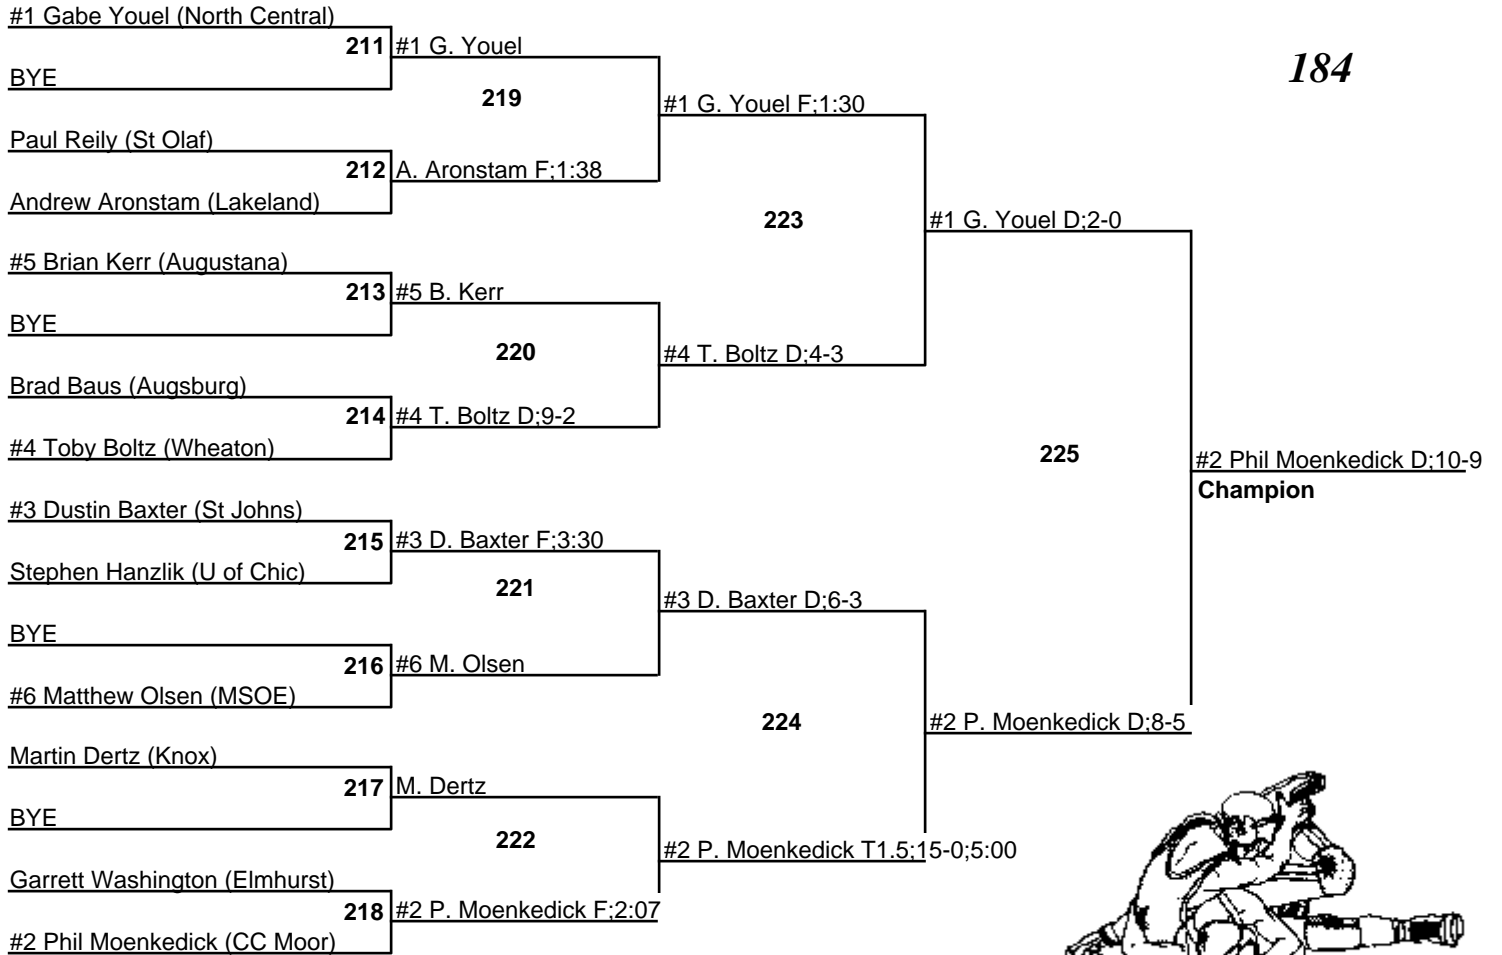 #1 Gabe Youel (North Central)
211 #1 G. Youel
184
BYE
219
#1 G. Youel F;1:30
Paul Reily (St Olaf)
212 A. Aronstam F;1:38
Andrew Aronstam (Lakeland)
223
#1 G. Youel D;2-0
#5 Brian Kerr (Augustana)
213 #5 B. Kerr
BYE
220
#4 T. Boltz D;4-3
Brad Baus (Augsburg)
214 #4 T. Boltz D;9-2
#4 Toby Boltz (Wheaton)
225
#2 Phil Moenkedick D;10-9
Champion
#3 Dustin Baxter (St Johns)
215 #3 D. Baxter F;3:30
Stephen Hanzlik (U of Chic)
221
#3 D. Baxter D;6-3
BYE
216 #6 M. Olsen
#6 Matthew Olsen (MSOE)
224
#2 P. Moenkedick D;8-5
Martin Dertz (Knox)
217 M. Dertz
BYE
222
#2 P. Moenkedick T1.5;15-0;5:00
Garrett Washington (Elmhurst)
218 #2 P. Moenkedick F;2:07
#2 Phil Moenkedick (CC Moor)